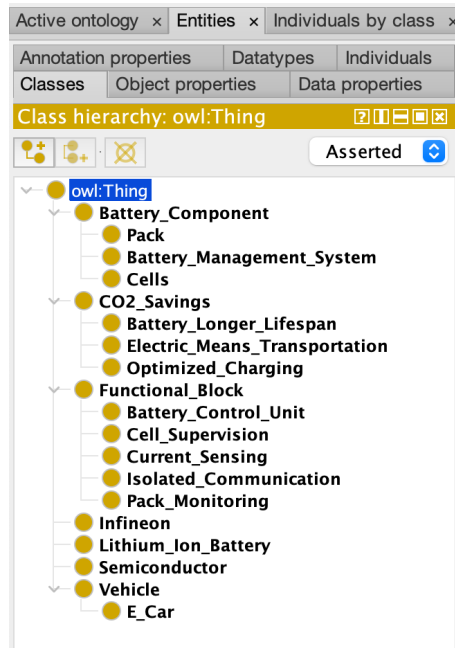 Active ontology × Entities × Individuals by class ×
Annotation properties Datatypes Individuals
Classes Object properties Data properties
Class hierarchy: owl:Thing
Asserted
owl:Thing
Battery_Component
Pack
Battery_Management_System
Cells
CO2_Savings
Battery_Longer_Lifespan
Electric_Means_Transportation
Optimized_Charging
Functional_Block
Battery_Control_Unit
Cell_Supervision
Current_Sensing
Isolated_Communication
Pack_Monitoring
Infineon
Lithium_Ion_Battery
Semiconductor
Vehicle
E_Car